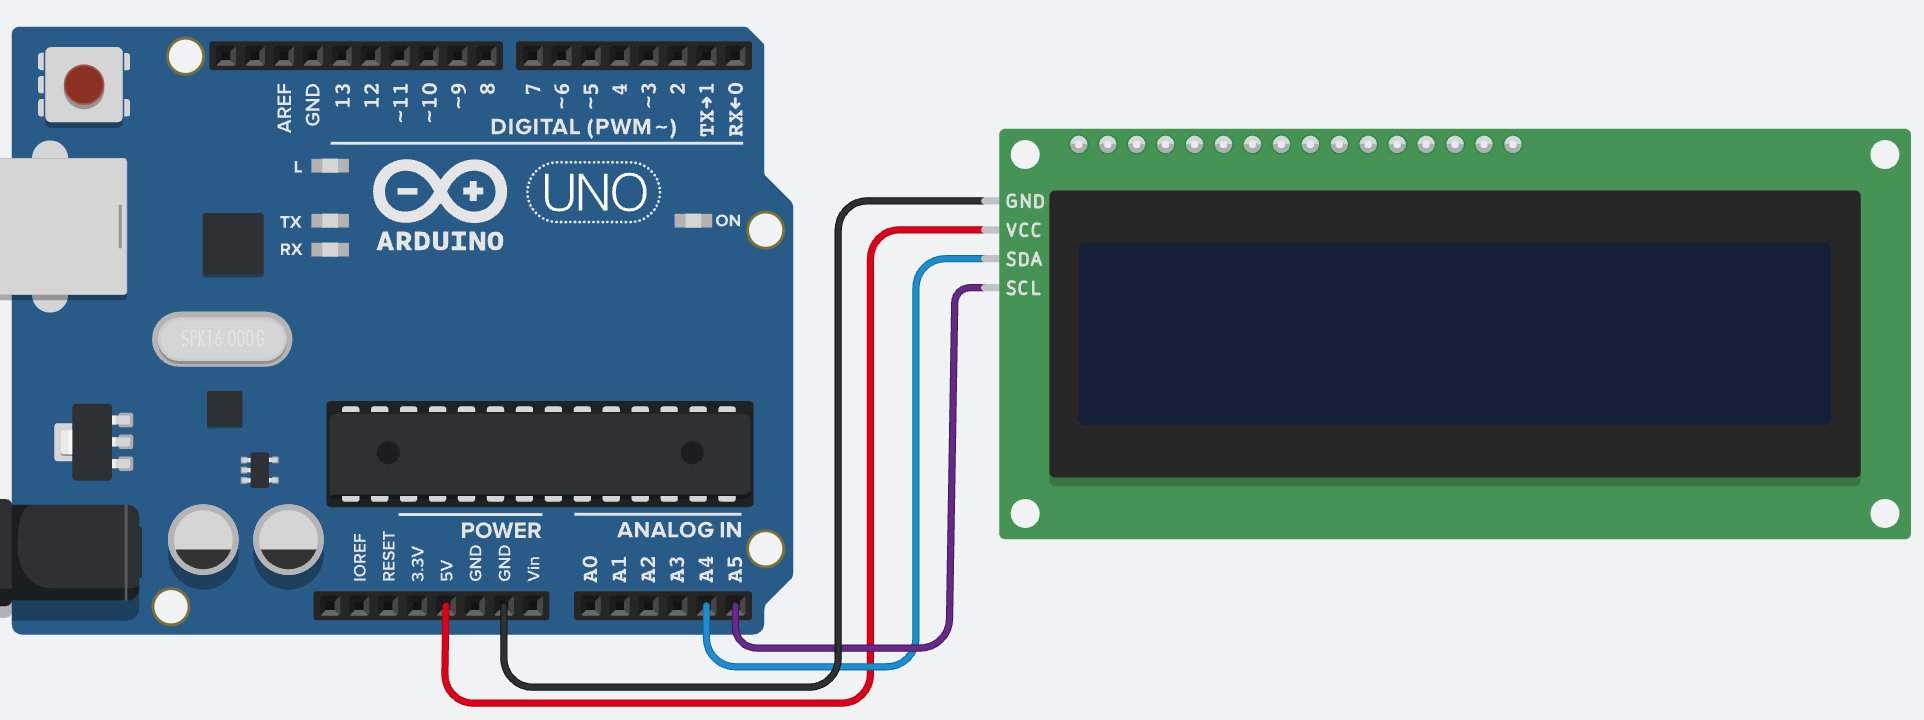 AREF GND 13 12 ~11 ~10 ~9 8 7 ~6 ~5 4 ~3 2 TX→1 RX←0
DIGITAL (PWM~)
L
TX
RX
ARDUINO
UNO
ON
SPK16.000G
POWER
ANALOG IN
IOREF RESET 3.3V 5V GND GND Vin A0 A1 A2 A3 A4 A5
GND
VCC
SDA
SCL